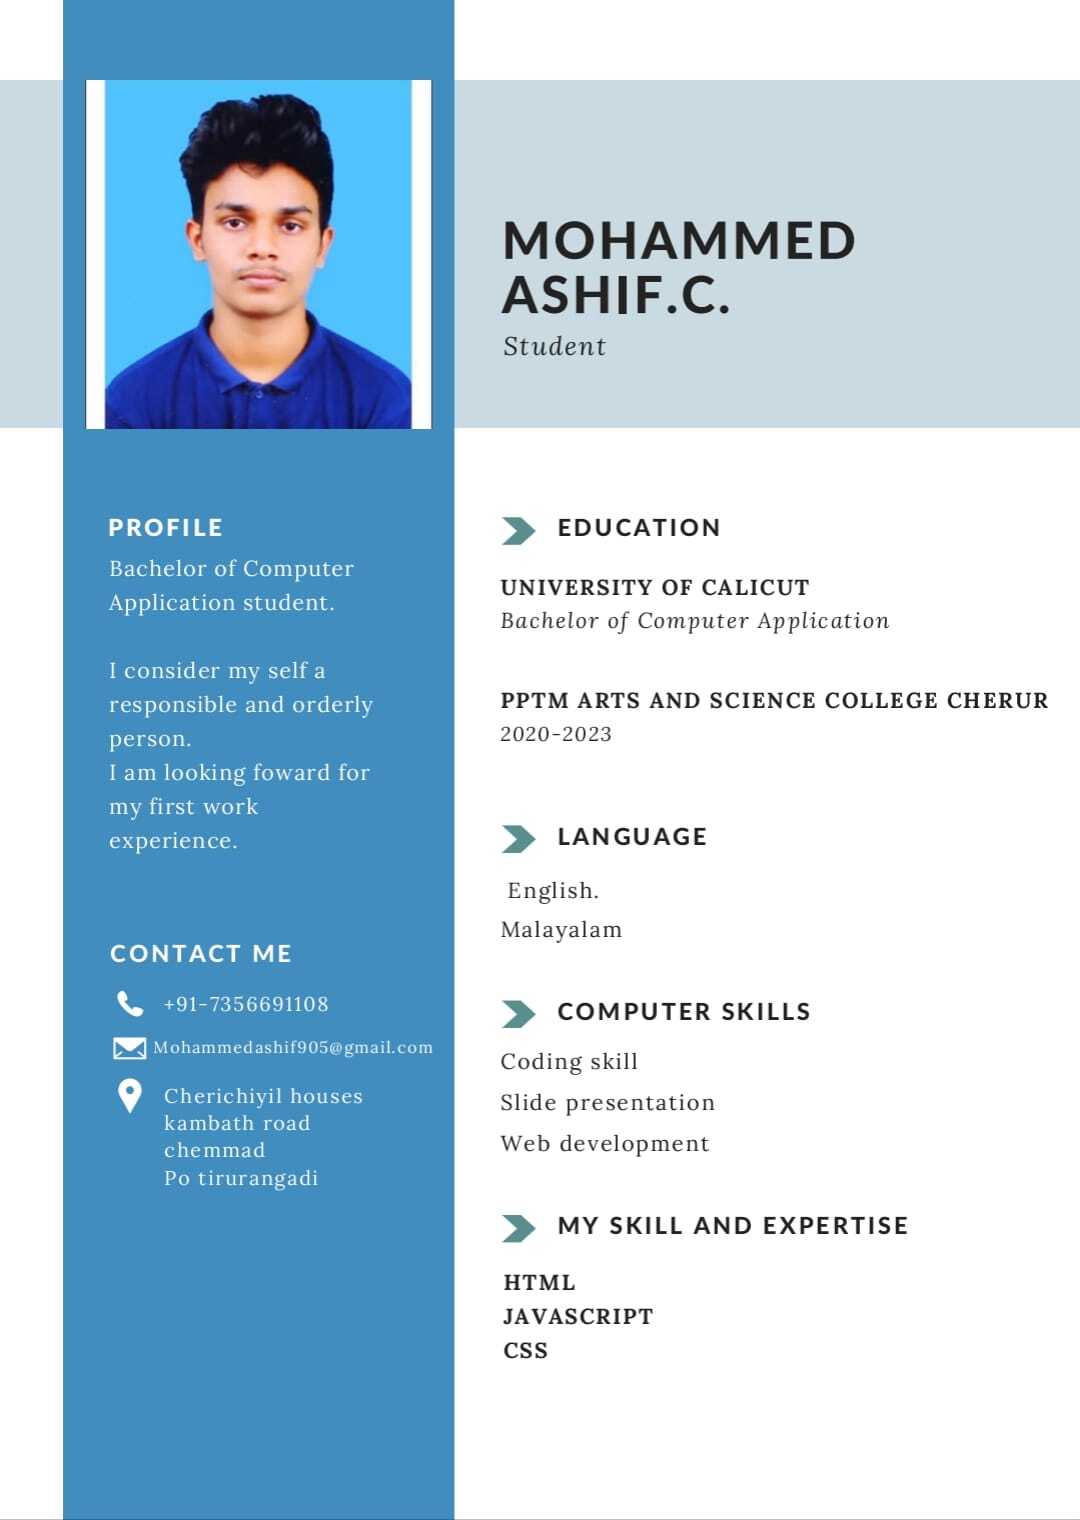 MOHAMMED
ASHIF.C.
Student
PROFILE
Bachelor of Computer
Application student.
I consider my self a
responsible and orderly
person.
I am looking foward for
my first work
experience.
CONTACT ME
+91-7356691108
Mohammedashif905@gmail.com
Cherichiyil houses
kambath road
chemmad
Po tirurangadi
EDUCATION
UNIVERSITY OF CALICUT
Bachelor of Computer Application
PPTM ARTS AND SCIENCE COLLEGE CHERUR
2020-2023
LANGUAGE
English.
Malayalam
COMPUTER SKILLS
Coding skill
Slide presentation
Web development
MY SKILL AND EXPERTISE
HTML
JAVASCRIPT
CSS